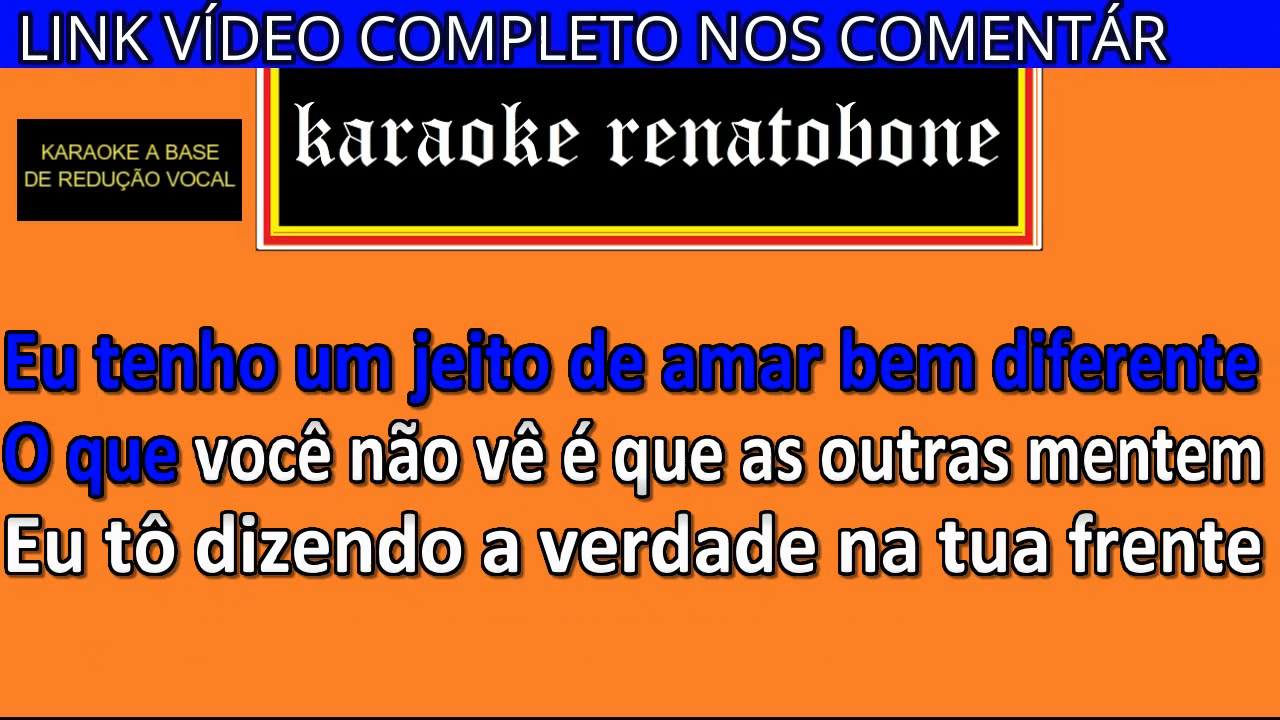 LINK VÍDEO COMPLETO NOS COMENTÁR
karaoke renatobone
KARAOKE A BASE
DE REDUÇÃO VOCAL
Eu tenho um jeito de amar bem diferente
O que você não vê é que as outras mentem
Eu tô dizendo a verdade na tua frente